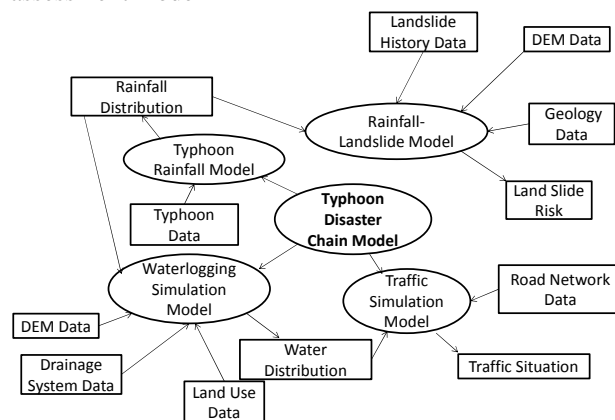 assessment model
Landslide
History Data
DEM Data
Rainfall
Distribution
Rainfall-
Landslide Model
Geology
Data
Typhoon
Rainfall Model
Land Slide
Risk
Typhoon
Data
Typhoon
Disaster
Chain Model
Waterlogging
Simulation
Model
Traffic
Simulation
Model
Road Network
Data
DEM Data
Drainage
System Data
Land Use
Data
Water
Distribution
Traffic Situation